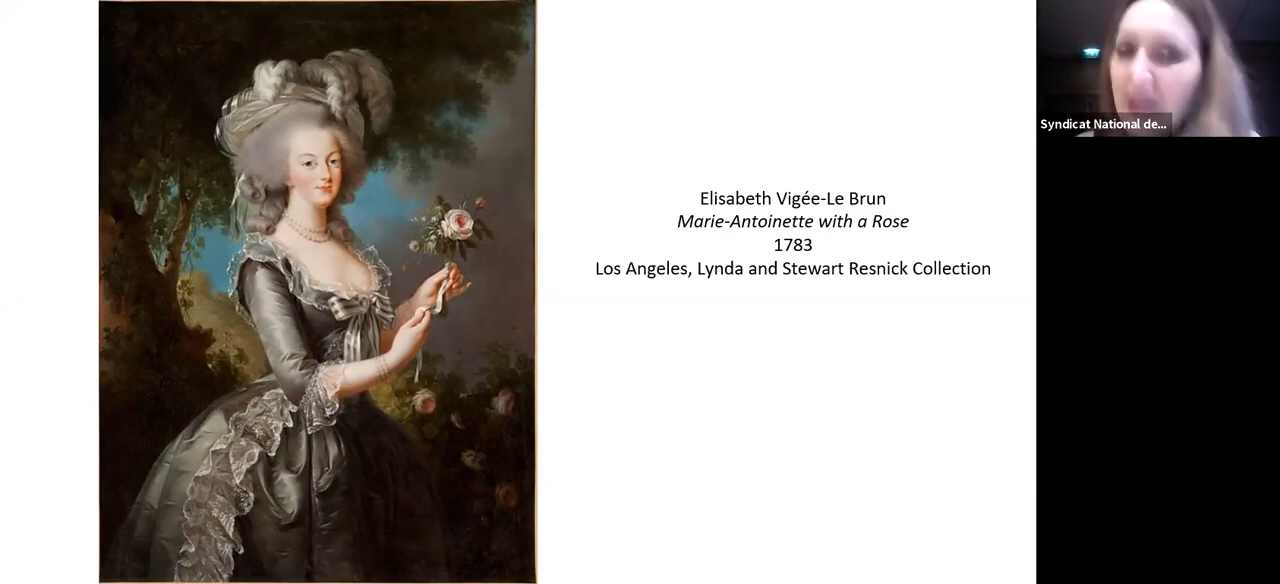 Elisabeth Vigée-Le Brun
Marie-Antoinette with a Rose
1783
Los Angeles, Lynda and Stewart Resnick Collection
Syndicat National de...